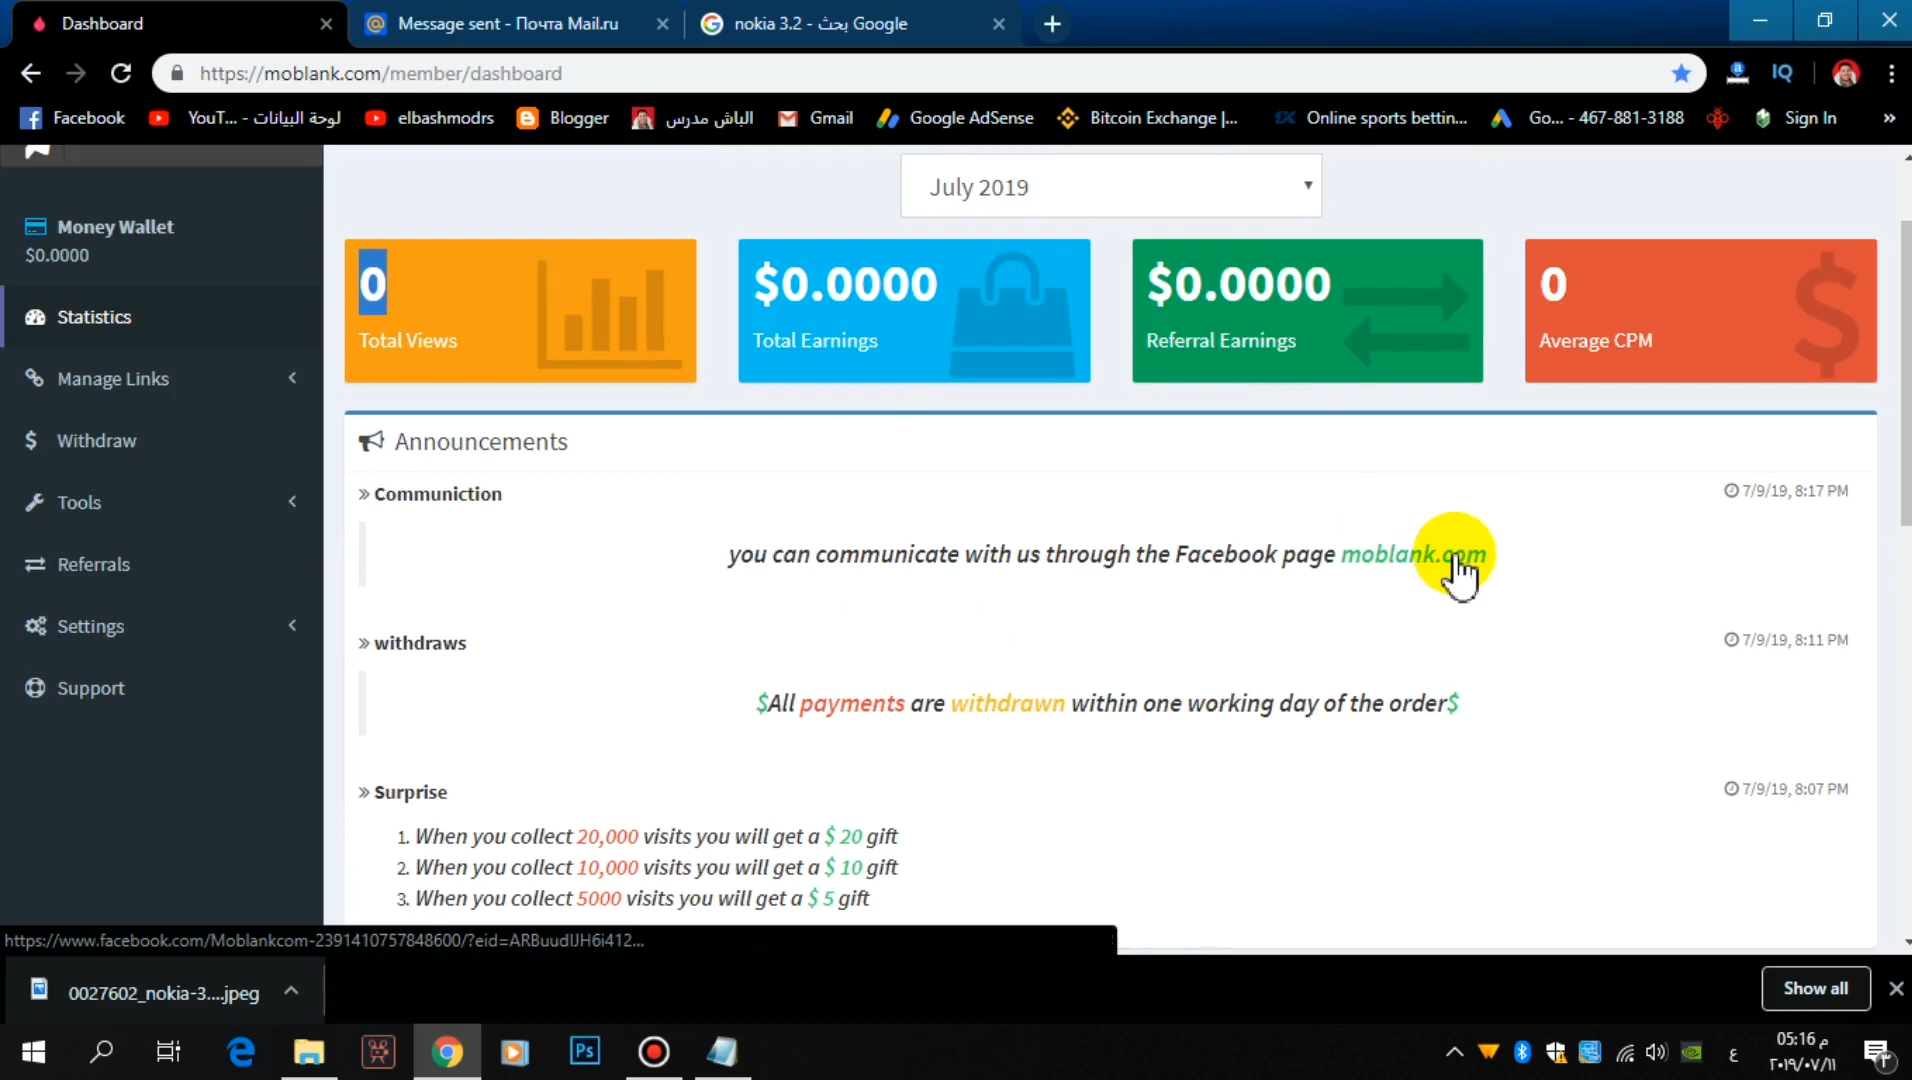 Dashboard
Message sent - Почта Mail.ru
nokia 3.2 - بحث Google
https://moblank.com/member/dashboard
IQ
Facebook
YouT... - لوحة البيانات
elbashmodrs
Blogger
الباش مدرس
Gmail
Google AdSense
Bitcoin Exchange |...
Online sports bettin...
Go... - 467-881-3188
Sign In
»
July 2019
Money Wallet
$0.0000
Statistics
Manage Links
Withdraw
Tools
Referrals
Settings
Support
0
Total Views
$0.0000
Total Earnings
$0.0000
Referral Earnings
0
Average CPM
Announcements
» Communiction
7/9/19, 8:17 PM
you can communicate with us through the Facebook page moblank.com
» withdraws
7/9/19, 8:11 PM
$All payments are withdrawn within one working day of the order$
» Surprise
7/9/19, 8:07 PM
1. When you collect 20,000 visits you will get a $ 20 gift
2. When you collect 10,000 visits you will get a $ 10 gift
3. When you collect 5000 visits you will get a $ 5 gift
https://www.facebook.com/Moblankcom-2391410757848600/?eid=ARBuudIJH6i412...
0027602_nokia-3....jpeg
Show all
Ps
ع
05:16 م
٢٠١٩/٠٧/١١
٣